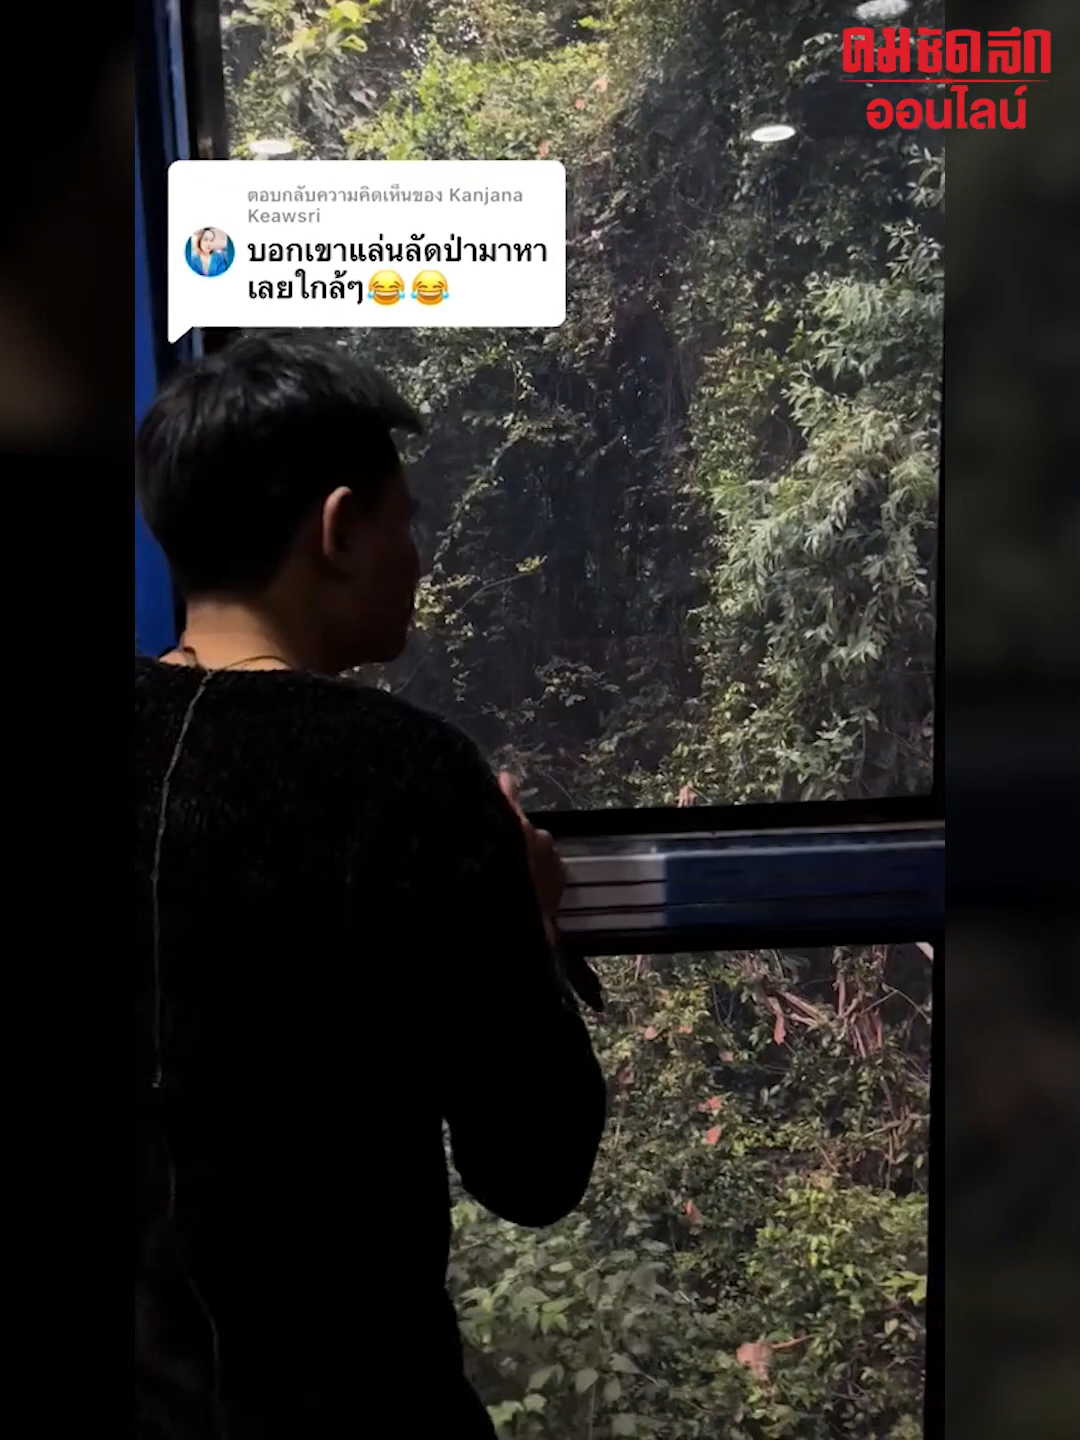 คมชัดลึก
ออนไลน์
ตอบกลับความคิดเห็นของ Kanjana
Keawsri
บอกเขาแล่นลัดป่ามาหา
เลยใกล้ๆ😂😂